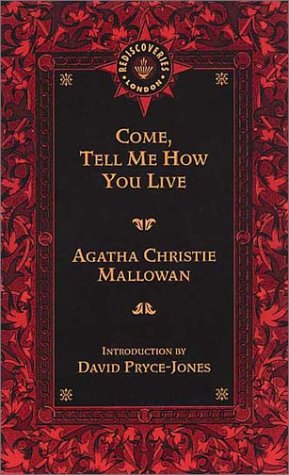 REDISCOVERIES
LONDON
COME,
TELL ME HOW
YOU LIVE
AGATHA CHRISTIE
MALLOWAN
INTRODUCTION BY
DAVID PRYCE-JONES